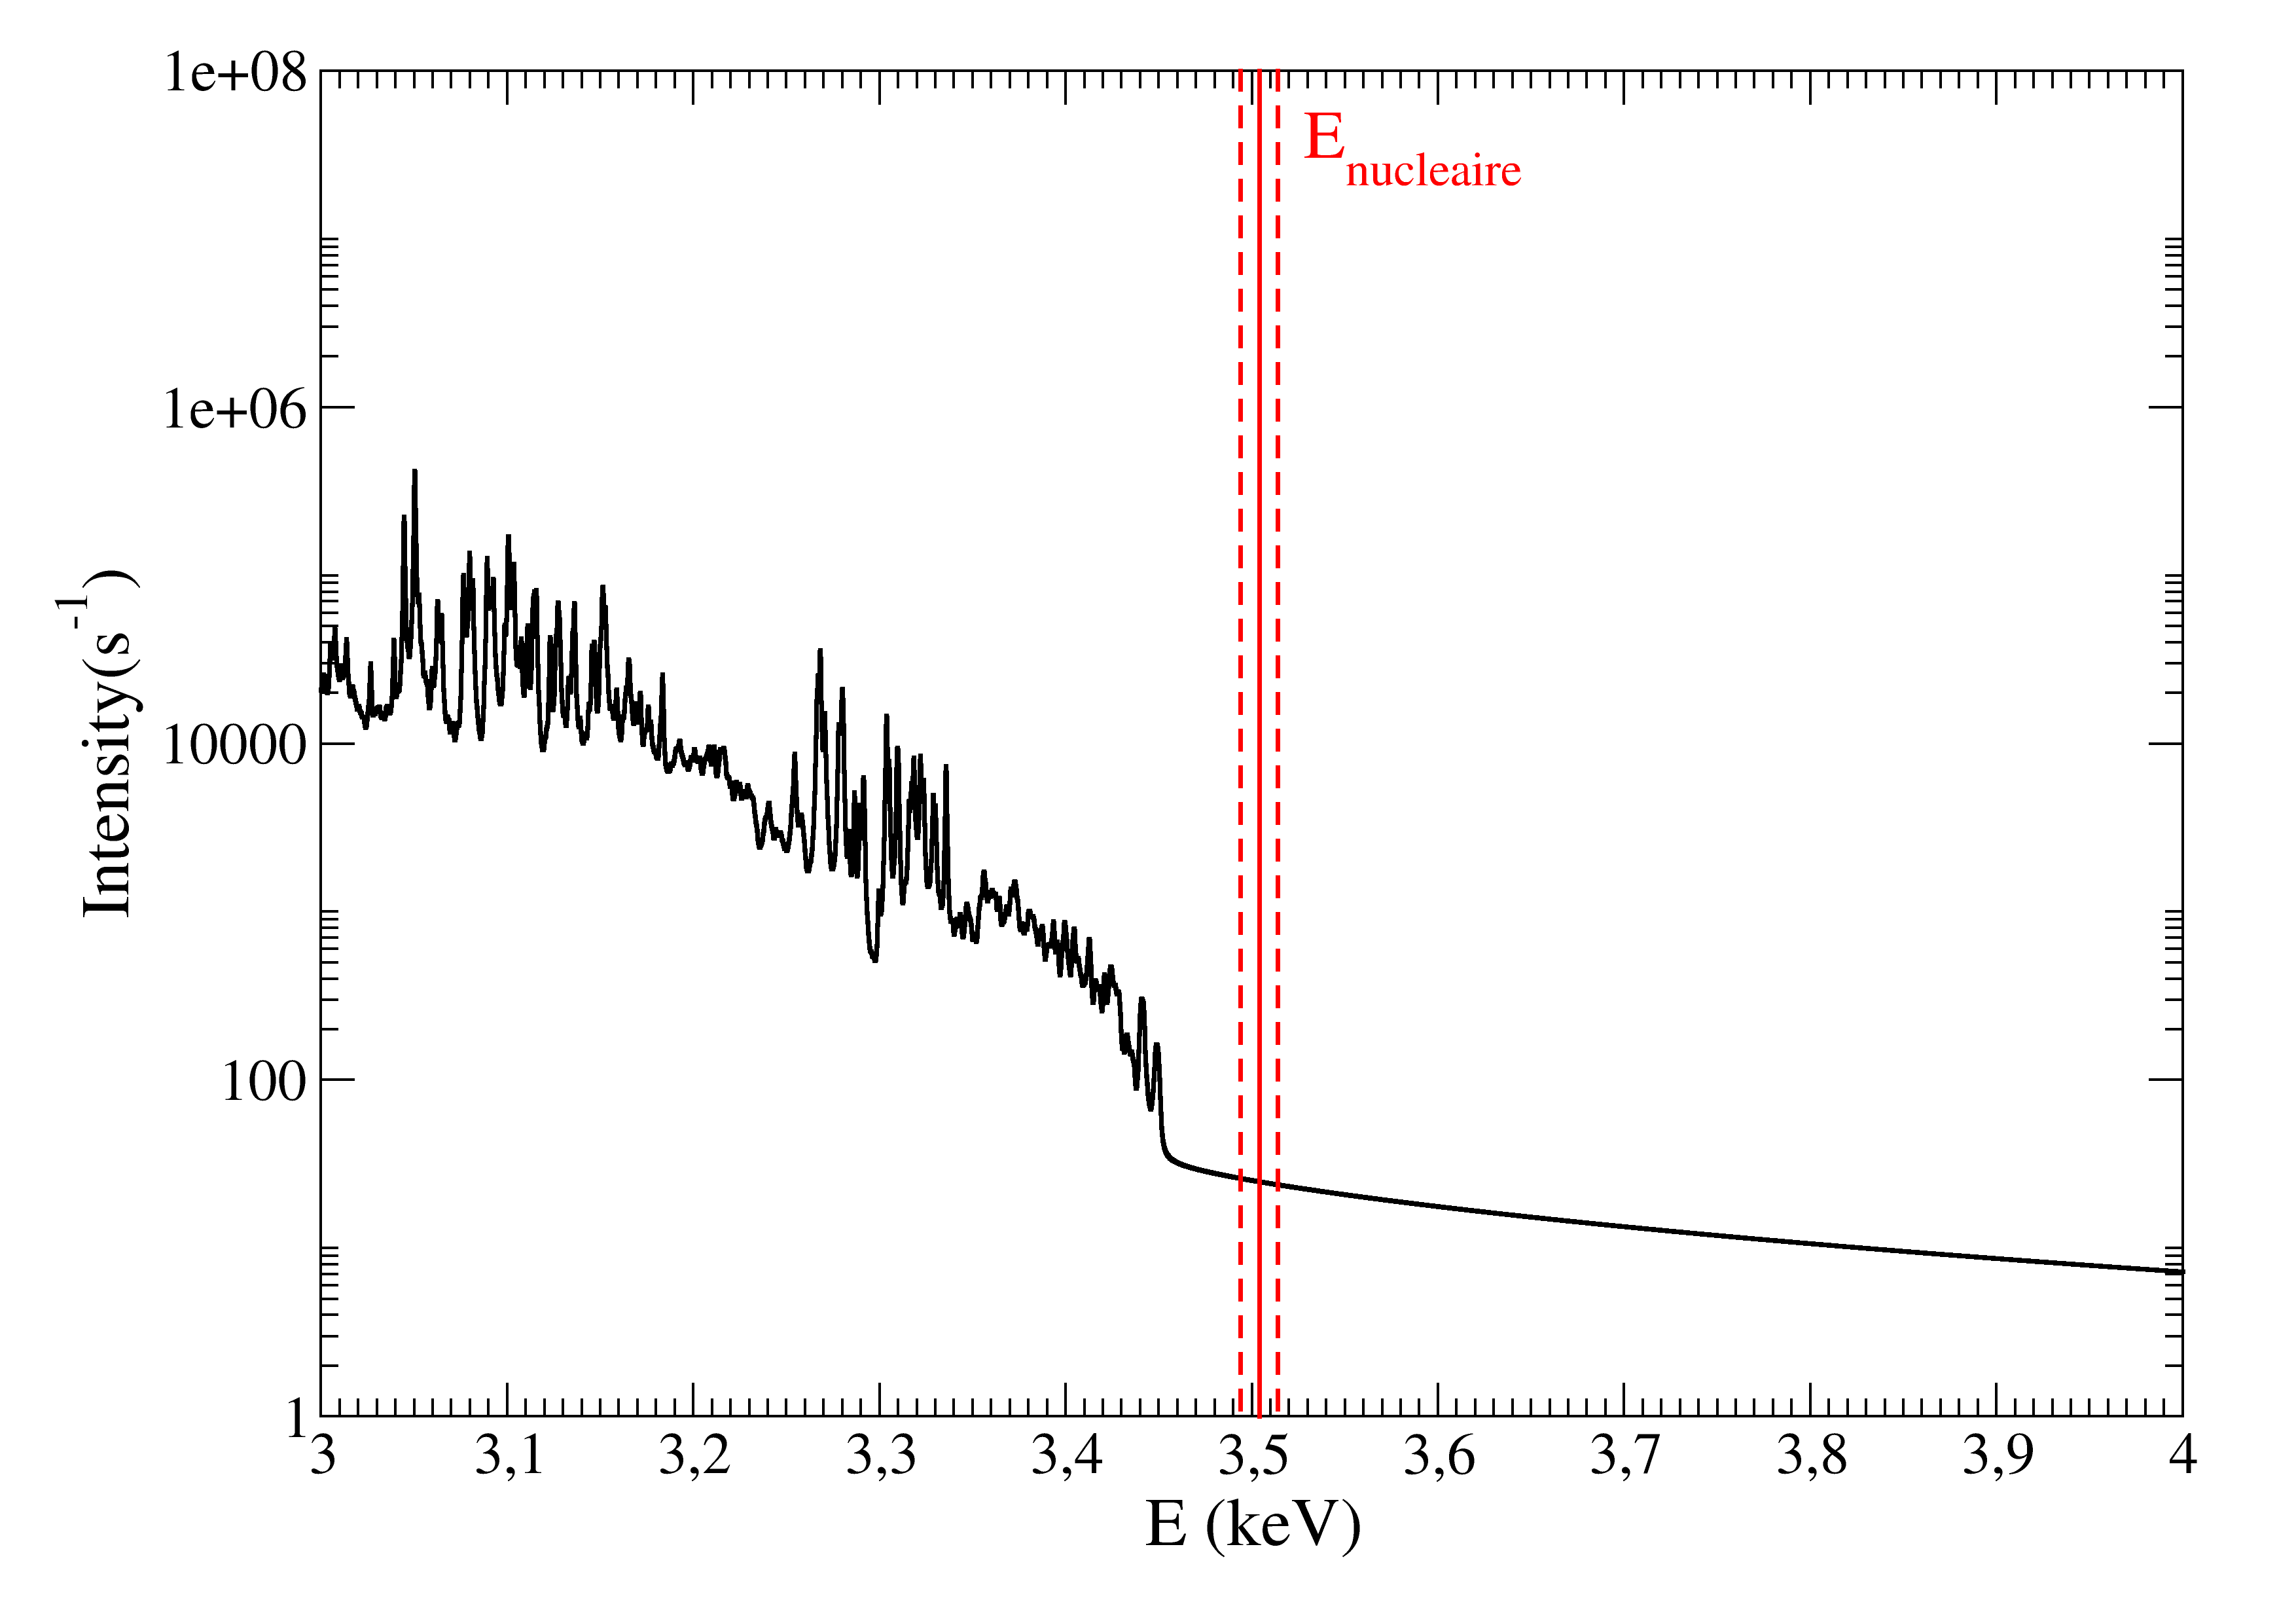 1e+08
1e+06
10000
100
1
Intensity(s⁻¹)
E_nucleaire
3 3,1 3,2 3,3 3,4 3,5 3,6 3,7 3,8 3,9 4
E (keV)